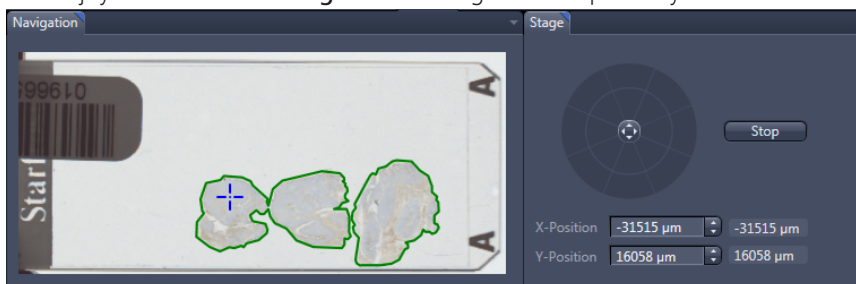 Navigation
Stage
Start
A
A
Stop
X-Position -31515 µm -31515 µm
Y-Position 16058 µm 16058 µm